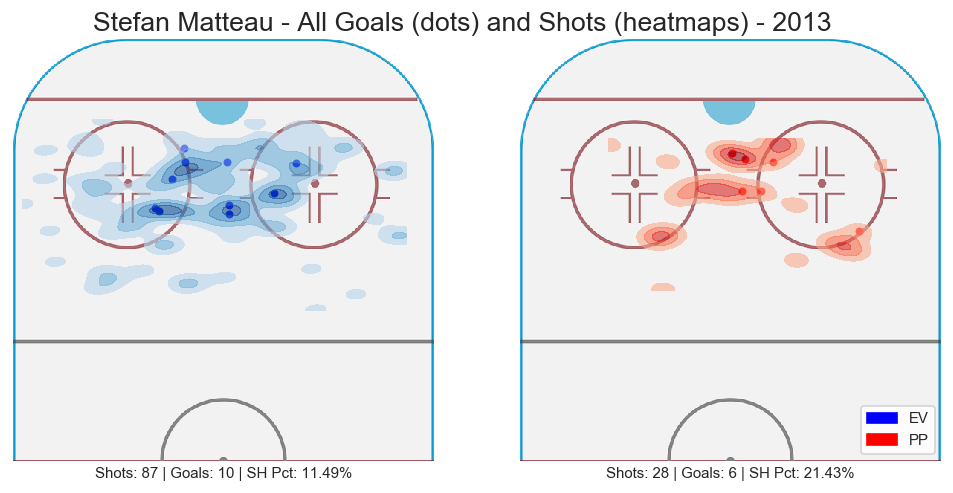 Stefan Matteau - All Goals (dots) and Shots (heatmaps) - 2013
EV
PP
Shots: 87 | Goals: 10 | SH Pct: 11.49%
Shots: 28 | Goals: 6 | SH Pct: 21.43%